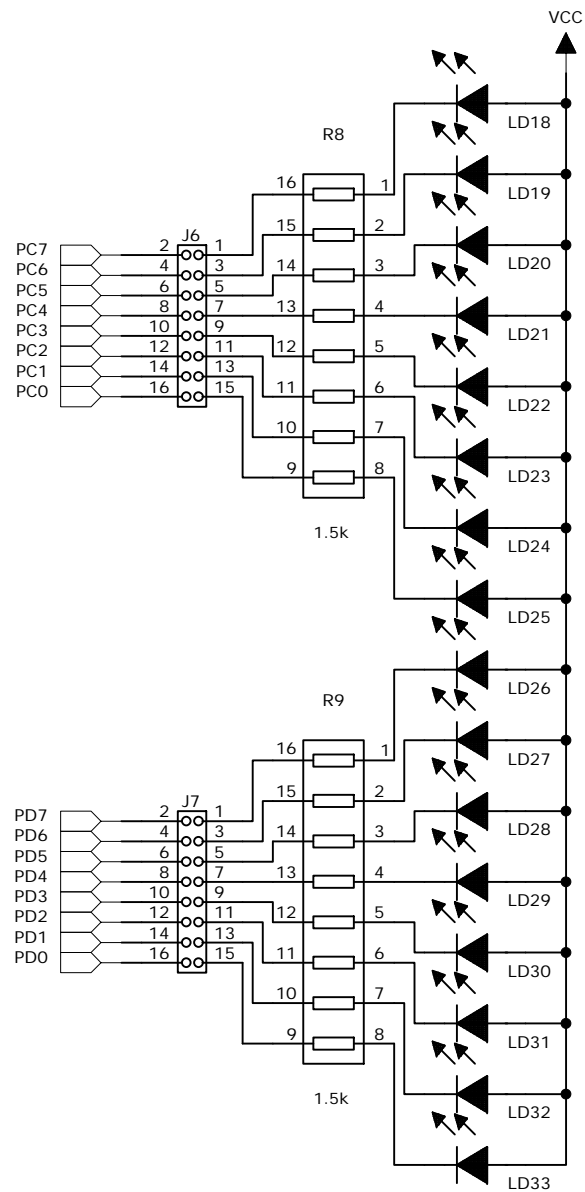 VCC
LD18
R8
16 1
LD19
15 2
J6
PC7 2 1
14 3
LD20
PC6 4 3
PC5 6 5
PC4 8 7
13 4
LD21
PC3 10 9
12 5
PC2 12 11
LD22
PC1 14 13
11 6
PC0 16 15
10 7
LD23
9 8
1.5k
LD24
LD25
LD26
R9
16 1
LD27
15 2
J7
PD7 2 1
14 3
LD28
PD6 4 3
PD5 6 5
PD4 8 7
13 4
LD29
PD3 10 9
12 5
PD2 12 11
LD30
PD1 14 13
11 6
PD0 16 15
10 7
LD31
9 8
1.5k
LD32
LD33